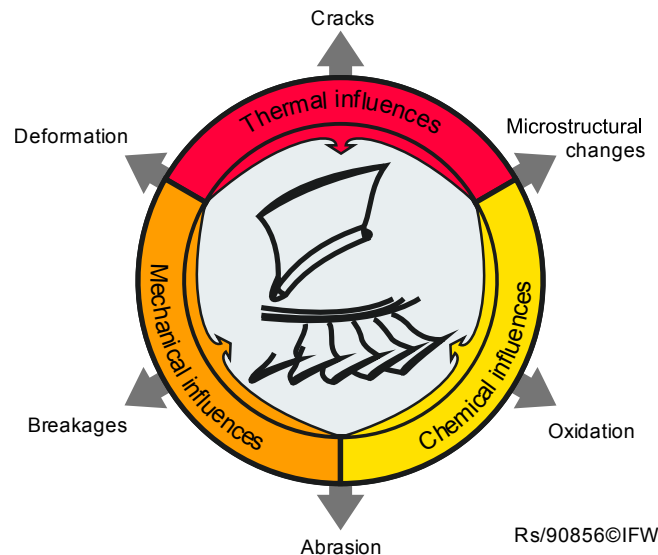 Cracks
Thermal influences
Deformation
Microstructural
changes
Mechanical influences
Chemical influences
Breakages
Oxidation
Abrasion
Rs/90856©IFW